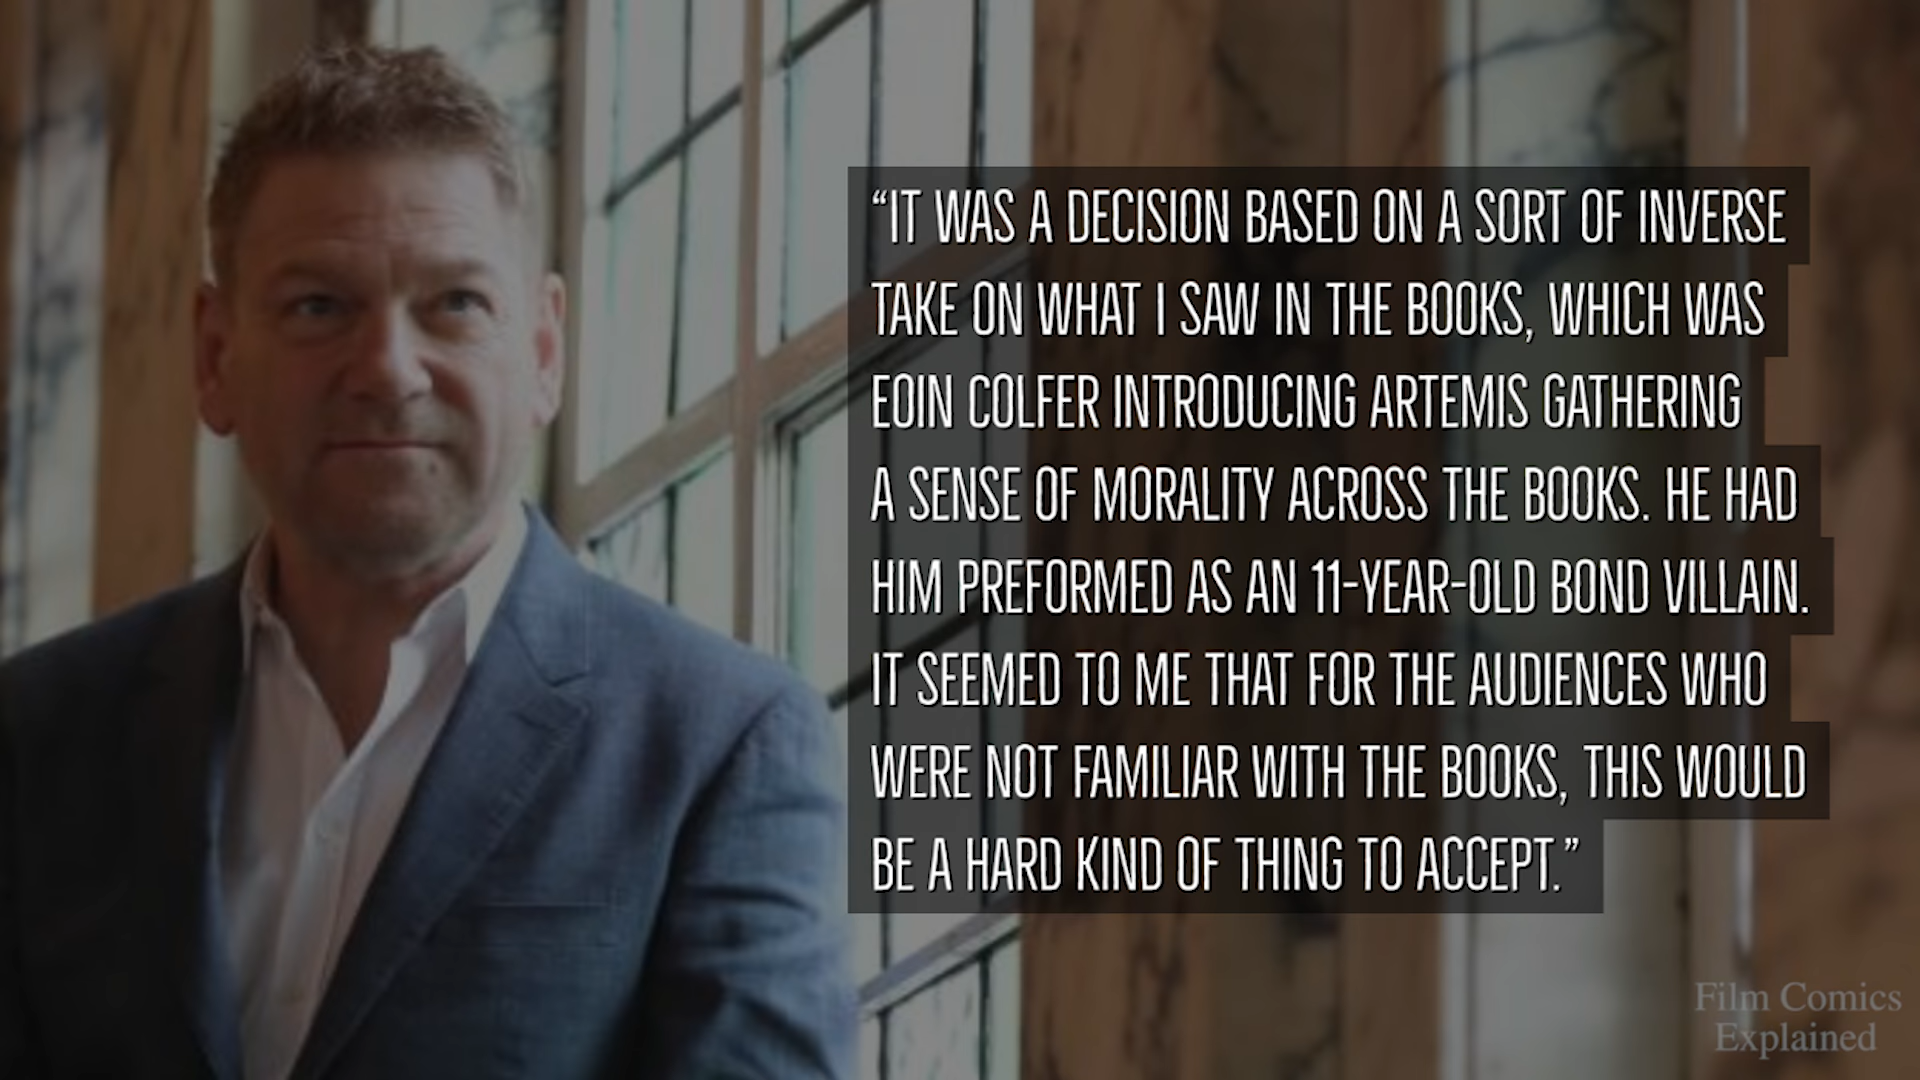 “IT WAS A DECISION BASED ON A SORT OF INVERSE
TAKE ON WHAT I SAW IN THE BOOKS, WHICH WAS
EOIN COLFER INTRODUCING ARTEMIS GATHERING
A SENSE OF MORALITY ACROSS THE BOOKS. HE HAD
HIM PREFORMED AS AN 11-YEAR-OLD BOND VILLAIN.
IT SEEMED TO ME THAT FOR THE AUDIENCES WHO
WERE NOT FAMILIAR WITH THE BOOKS, THIS WOULD
BE A HARD KIND OF THING TO ACCEPT.”
Film Comics
Explained